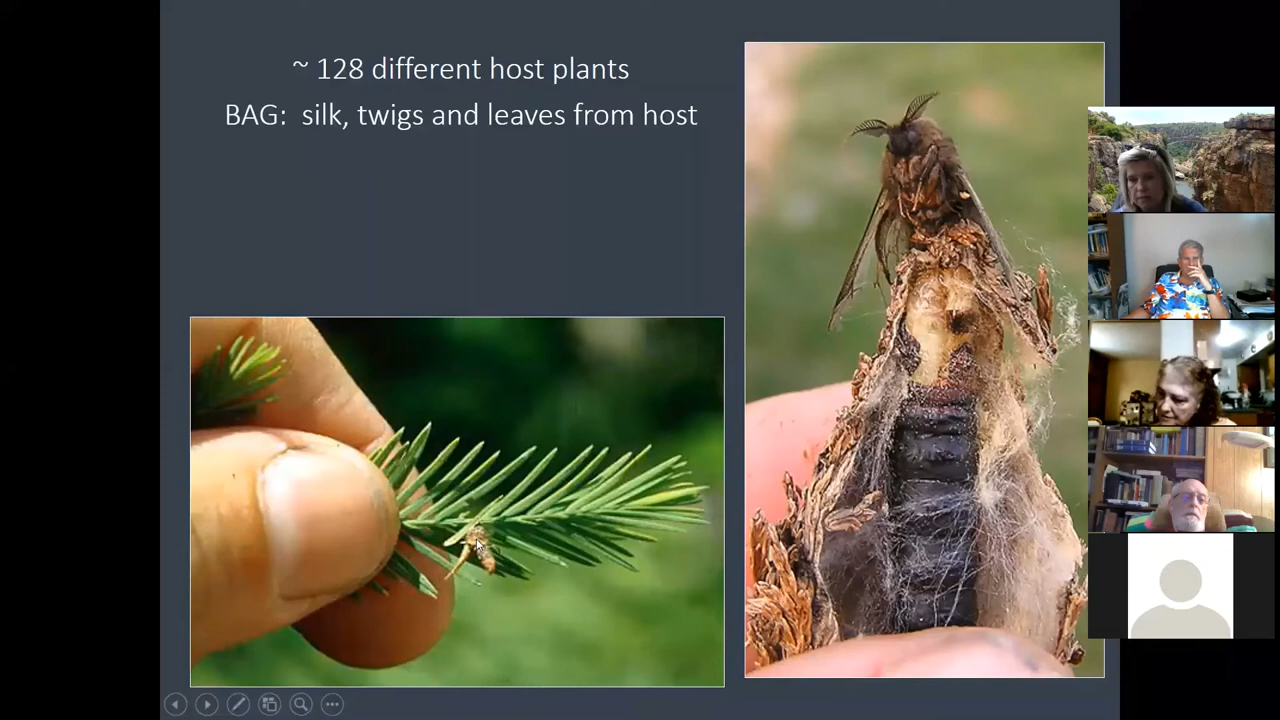 ~ 128 different host plants
BAG: silk, twigs and leaves from host